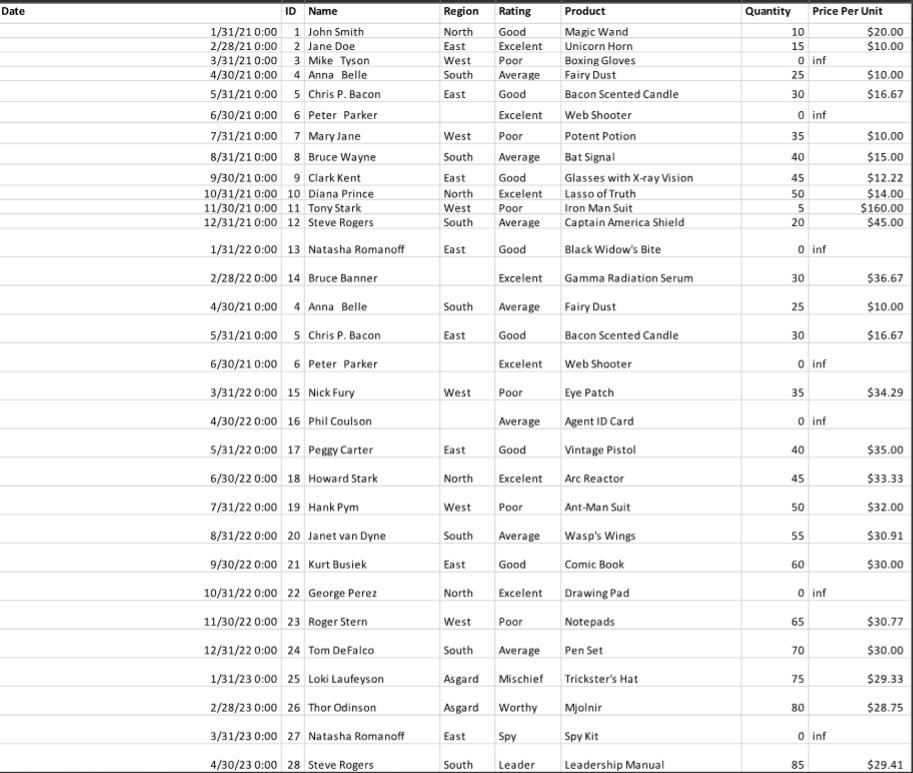 Date ID Name Region Rating Product Quantity Price Per Unit
1/31/21 0:00 1 John Smith North Good Magic Wand 10 $20.00
2/28/21 0:00 2 Jane Doe East Excelent Unicorn Horn 15 $10.00
3/31/21 0:00 3 Mike  Tyson West Poor Boxing Gloves 0 inf
4/30/21 0:00 4 Anna  Belle South Average Fairy Dust 25 $10.00
5/31/21 0:00 5 Chris P. Bacon East Good Bacon Scented Candle 30 $16.67
6/30/21 0:00 6 Peter  Parker Excelent Web Shooter 0 inf
7/31/21 0:00 7 Mary Jane West Poor Potent Potion 35 $10.00
8/31/21 0:00 8 Bruce Wayne South Average Bat Signal 40 $15.00
9/30/21 0:00 9 Clark Kent East Good Glasses with X-ray Vision 45 $12.22
10/31/21 0:00 10 Diana Prince North Excelent Lasso of Truth 50 $14.00
11/30/21 0:00 11 Tony Stark West Poor Iron Man Suit 5 $160.00
12/31/21 0:00 12 Steve Rogers South Average Captain America Shield 20 $45.00
1/31/22 0:00 13 Natasha Romanoff East Good Black Widow's Bite 0 inf
2/28/22 0:00 14 Bruce Banner Excelent Gamma Radiation Serum 30 $36.67
4/30/21 0:00 4 Anna  Belle South Average Fairy Dust 25 $10.00
5/31/21 0:00 5 Chris P. Bacon East Good Bacon Scented Candle 30 $16.67
6/30/21 0:00 6 Peter  Parker Excelent Web Shooter 0 inf
3/31/22 0:00 15 Nick Fury West Poor Eye Patch 35 $34.29
4/30/22 0:00 16 Phil Coulson Average Agent ID Card 0 inf
5/31/22 0:00 17 Peggy Carter East Good Vintage Pistol 40 $35.00
6/30/22 0:00 18 Howard Stark North Excelent Arc Reactor 45 $33.33
7/31/22 0:00 19 Hank Pym West Poor Ant-Man Suit 50 $32.00
8/31/22 0:00 20 Janet van Dyne South Average Wasp's Wings 55 $30.91
9/30/22 0:00 21 Kurt Busiek East Good Comic Book 60 $30.00
10/31/22 0:00 22 George Perez North Excelent Drawing Pad 0 inf
11/30/22 0:00 23 Roger Stern West Poor Notepads 65 $30.77
12/31/22 0:00 24 Tom DeFalco South Average Pen Set 70 $30.00
1/31/23 0:00 25 Loki Laufeyson Asgard Mischief Trickster's Hat 75 $29.33
2/28/23 0:00 26 Thor Odinson Asgard Worthy Mjolnir 80 $28.75
3/31/23 0:00 27 Natasha Romanoff East Spy Spy Kit 0 inf
4/30/23 0:00 28 Steve Rogers South Leader Leadership Manual 85 $29.41